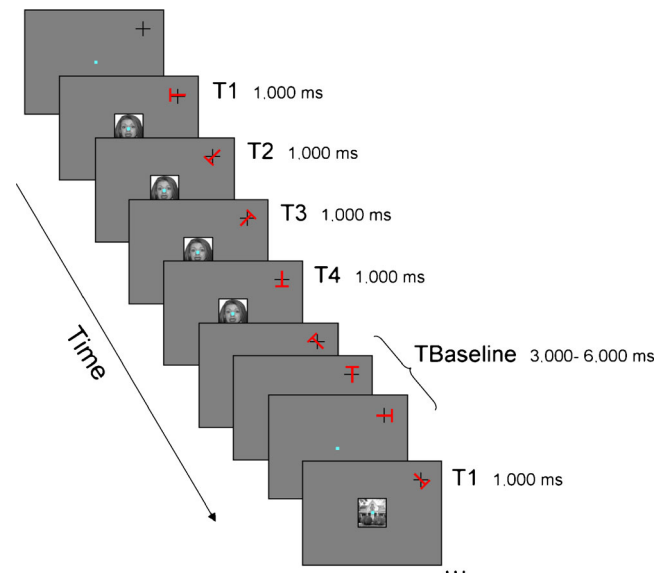 T1 1,000 ms
T2 1,000 ms
T3 1,000 ms
T4 1,000 ms
Time
TBaseline 3,000- 6,000 ms
T1 1,000 ms
...